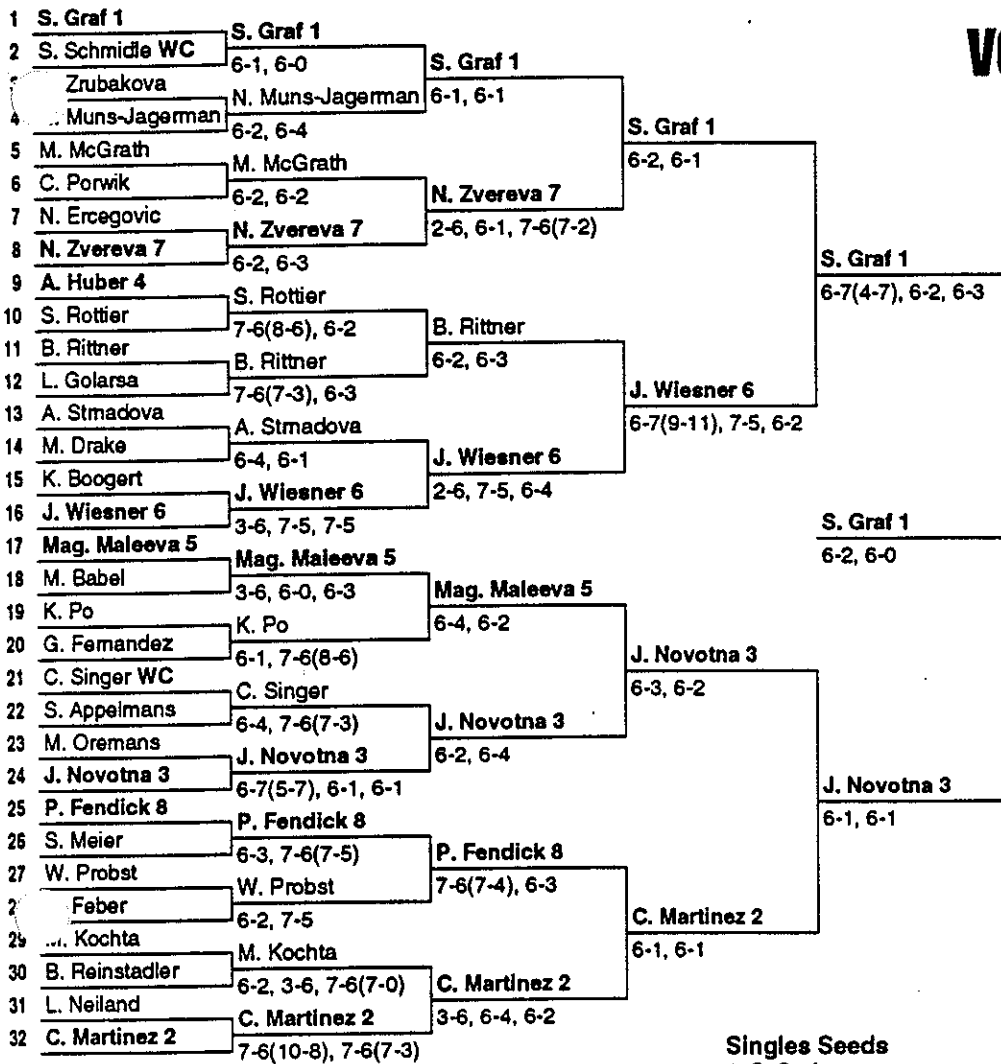 VO
1 S. Graf 1
2 S. Schmidle WC
Zrubakova
4 Muns-Jagerman
5 M. McGrath
6 C. Porwik
7 N. Ercegovic
8 N. Zvereva 7
9 A. Huber 4
10 S. Rottier
11 B. Rittner
12 L. Golarsa
13 A. Strnadova
14 M. Drake
15 K. Boogert
16 J. Wiesner 6
17 Mag. Maleeva 5
18 M. Babel
19 K. Po
20 G. Fernandez
21 C. Singer WC
22 S. Appelmans
23 M. Oremans
24 J. Novotna 3
25 P. Fendick 8
26 S. Meier
27 W. Probst
2 Feber
29 Kochta
30 B. Reinstadler
31 L. Neiland
32 C. Martinez 2
S. Graf 1
6-1, 6-0
N. Muns-Jagerman
6-2, 6-4
M. McGrath
6-2, 6-2
N. Zvereva 7
6-2, 6-3
S. Rottier
7-6(8-6), 6-2
B. Rittner
7-6(7-3), 6-3
A. Strnadova
6-4, 6-1
J. Wiesner 6
3-6, 7-5, 7-5
Mag. Maleeva 5
3-6, 6-0, 6-3
K. Po
6-1, 7-6(8-6)
C. Singer
6-4, 7-6(7-3)
J. Novotna 3
6-7(5-7), 6-1, 6-1
P. Fendick 8
6-3, 7-6(7-5)
W. Probst
6-2, 7-5
M. Kochta
6-2, 3-6, 7-6(7-0)
C. Martinez 2
7-6(10-8), 7-6(7-3)
S. Graf 1
6-1, 6-1
N. Zvereva 7
2-6, 6-1, 7-6(7-2)
B. Rittner
6-2, 6-3
J. Wiesner 6
2-6, 7-5, 6-4
Mag. Maleeva 5
6-4, 6-2
J. Novotna 3
6-2, 6-4
P. Fendick 8
7-6(7-4), 6-3
C. Martinez 2
3-6, 6-4, 6-2
S. Graf 1
6-2, 6-1
J. Wiesner 6
6-7(9-11), 7-5, 6-2
J. Novotna 3
6-3, 6-2
C. Martinez 2
6-1, 6-1
S. Graf 1
6-7(4-7), 6-2, 6-3
J. Novotna 3
6-1, 6-1
S. Graf 1
6-2, 6-0
Singles Seeds